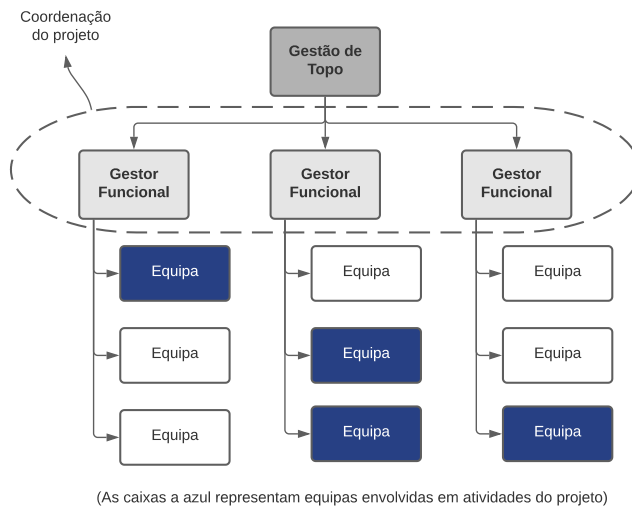 Coordenação
do projeto
Gestão de
Topo
Gestor
Funcional
Gestor
Funcional
Gestor
Funcional
Equipa
Equipa
Equipa
Equipa
Equipa
Equipa
Equipa
Equipa
Equipa
(As caixas a azul representam equipas envolvidas em atividades do projeto)